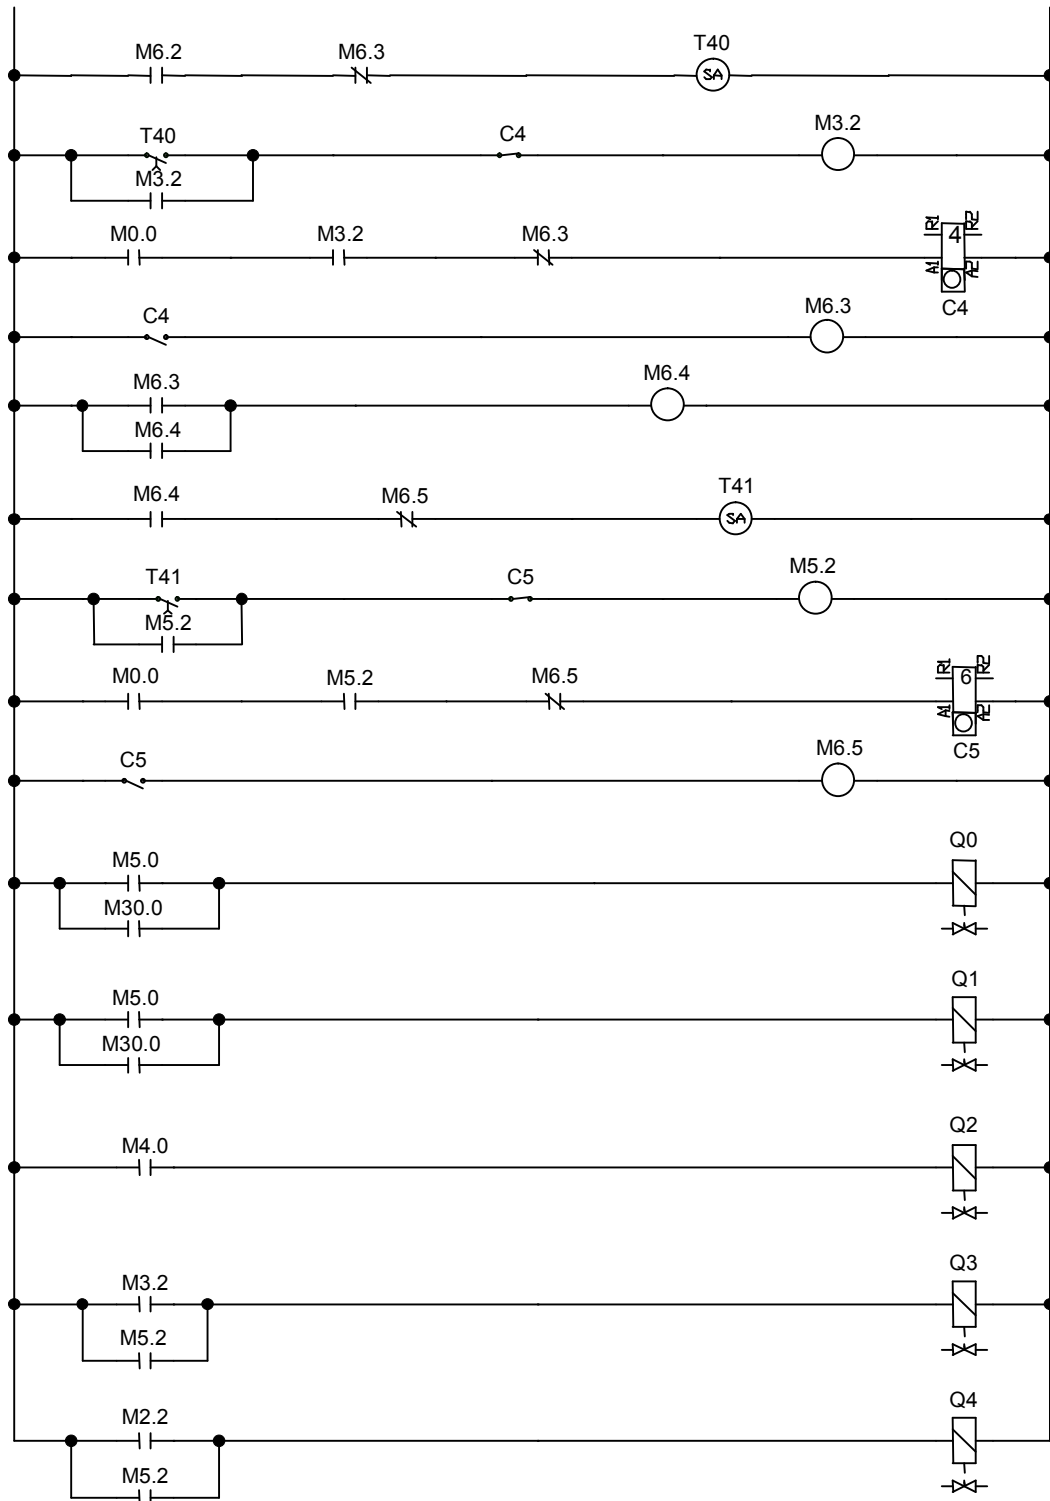 M6.2 M6.3 T40
SA
T40 C4 M3.2
M3.2
M0.0 M3.2 M6.3 R1 4 R2
A1 A2
C4
C4 M6.3
M6.3 M6.4
M6.4
M6.4 M6.5 T41
SA
T41 C5 M5.2
M5.2
M0.0 M5.2 M6.5 R1 6 R2
A1 A2
C5
C5 M6.5
M5.0 Q0
M30.0
M5.0 Q1
M30.0
M4.0 Q2
M3.2 Q3
M5.2
M2.2 Q4
M5.2